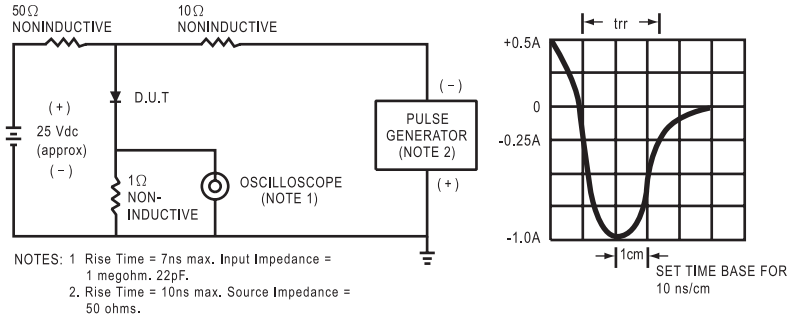 50Ω
NONINDUCTIVE
10Ω
NONINDUCTIVE
D.U.T
(+)
25 Vdc
(approx)
(−)
1Ω
NON-
INDUCTIVE
OSCILLOSCOPE
(NOTE 1)
(−)
PULSE
GENERATOR
(NOTE 2)
(+)
trr
+0.5A
0
-0.25A
-1.0A
1cm
SET TIME BASE FOR
10 ns/cm
NOTES: 1 Rise Time = 7ns max. Input Impedance =
1 megohm. 22pF.
2. Rise Time = 10ns max. Source Impedance =
50 ohms.